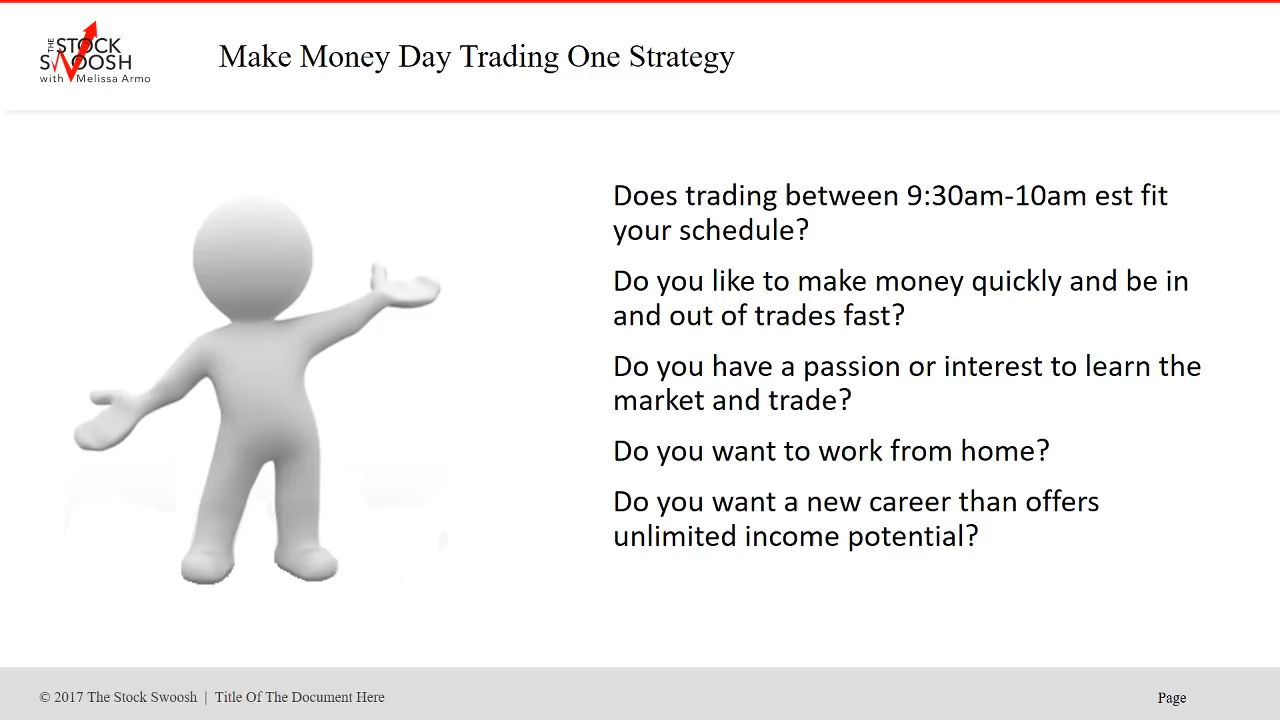 THE
STOCK
SWOOSH
with Melissa Armo
Make Money Day Trading One Strategy
Does trading between 9:30am-10am est fit
your schedule?
Do you like to make money quickly and be in
and out of trades fast?
Do you have a passion or interest to learn the
market and trade?
Do you want to work from home?
Do you want a new career than offers
unlimited income potential?
© 2017 The Stock Swoosh | Title Of The Document Here
Page